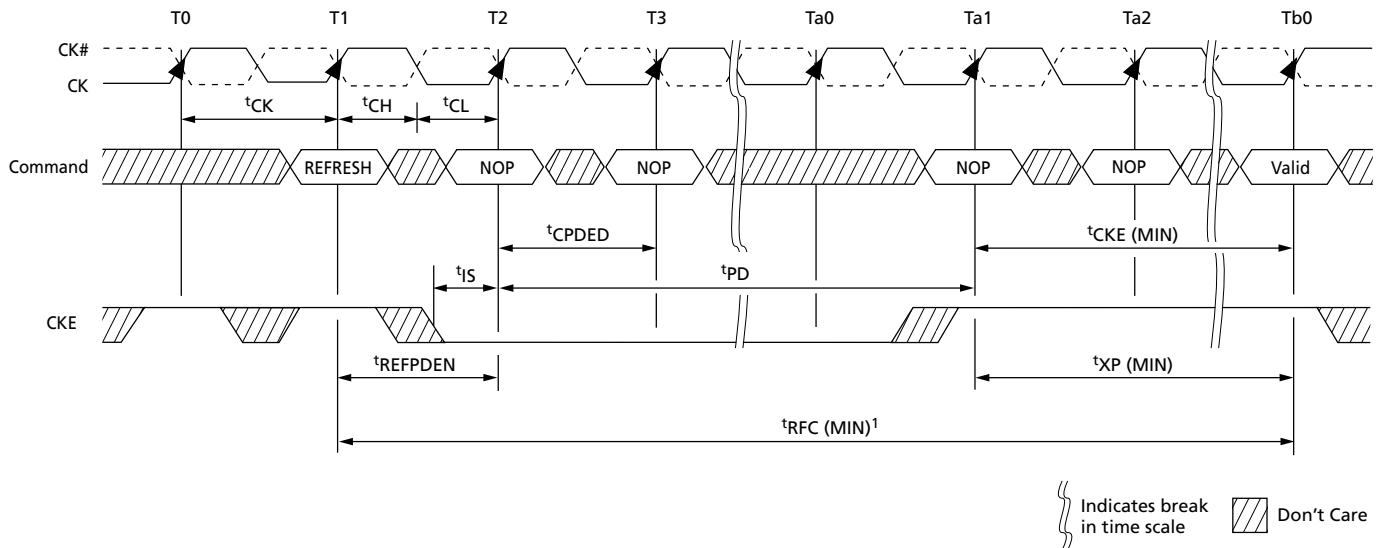 T0 T1 T2 T3 Ta0 Ta1 Ta2 Tb0
CK#
CK
tCK tCH tCL
Command REFRESH NOP NOP NOP NOP Valid
tCPDED tCKE (MIN)
tIS tPD
CKE
tREFPDEN tXP (MIN)
tRFC (MIN)1
Indicates break
in time scale
Don't Care